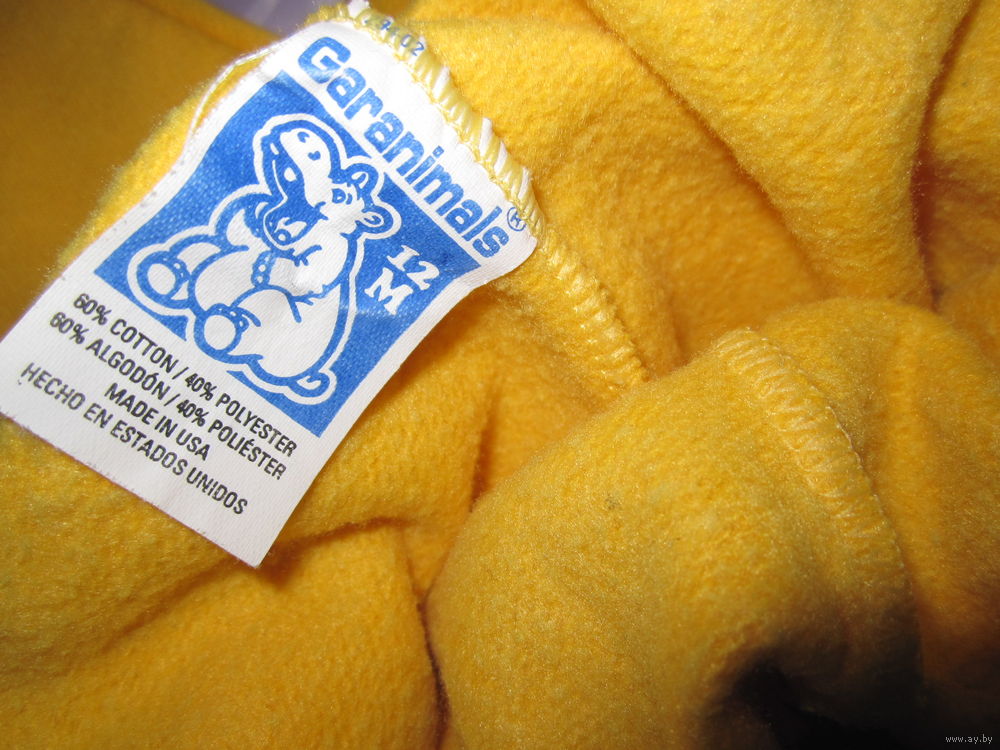 Garanimals®
12
M
60% COTTON / 40% POLYESTER
60% ALGODÓN / 40% POLIÉSTER
MADE IN USA
HECHO EN ESTADOS UNIDOS
www.ay.by